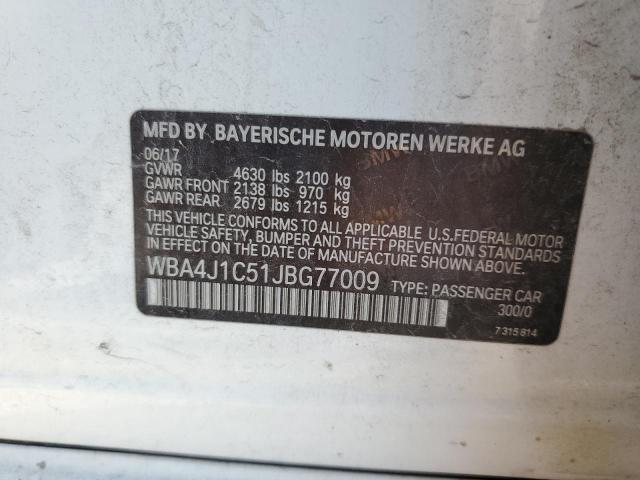 MFD BY BAYERISCHE MOTOREN WERKE AG
06/17
GVWR 4630 lbs 2100 kg
GAWR FRONT 2138 lbs 970 kg
GAWR REAR 2679 lbs 1215 kg
THIS VEHICLE CONFORMS TO ALL APPLICABLE U.S.FEDERAL MOTOR
VEHICLE SAFETY, BUMPER AND THEFT PREVENTION STANDARDS
IN EFFECT ON THE DATE OF MANUFACTURE SHOWN ABOVE.
WBA4J1C51JBG77009 TYPE: PASSENGER CAR
300/0
7 315 814
BMW
BMW
BMW